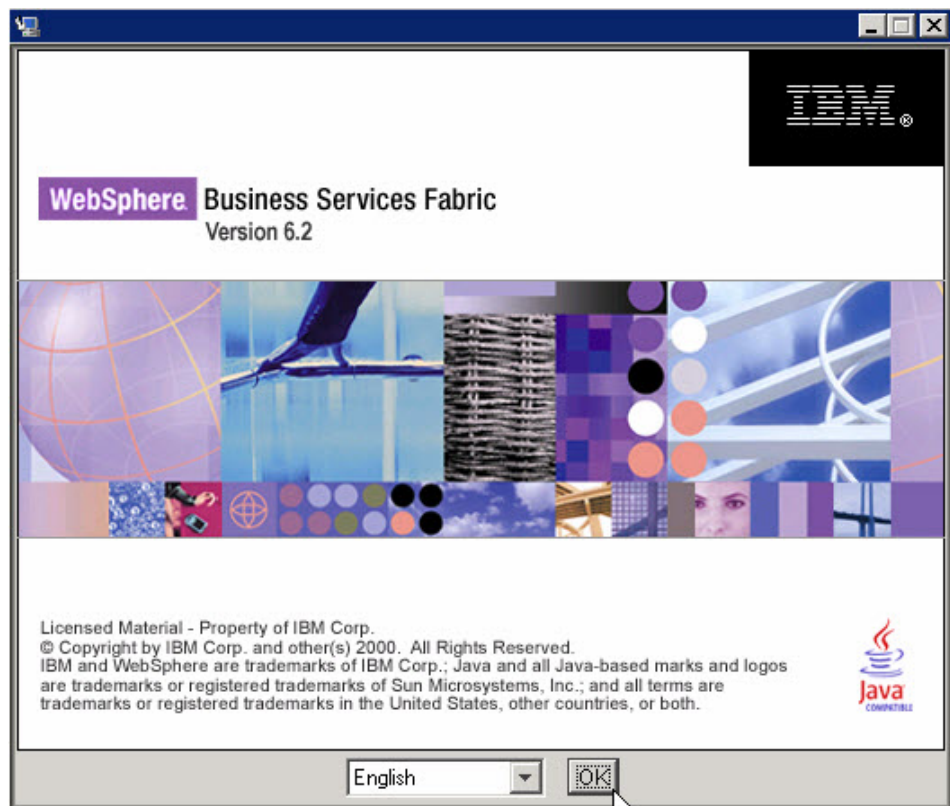 IBM®
WebSphere Business Services Fabric
Version 6.2
Licensed Material - Property of IBM Corp.
© Copyright by IBM Corp. and other(s) 2000. All Rights Reserved.
IBM and WebSphere are trademarks of IBM Corp.; Java and all Java-based marks and logos
are trademarks or registered trademarks of Sun Microsystems, Inc.; and all terms are
trademarks or registered trademarks in the United States, other countries, or both.
Java
COMPATIBLE
English
OK